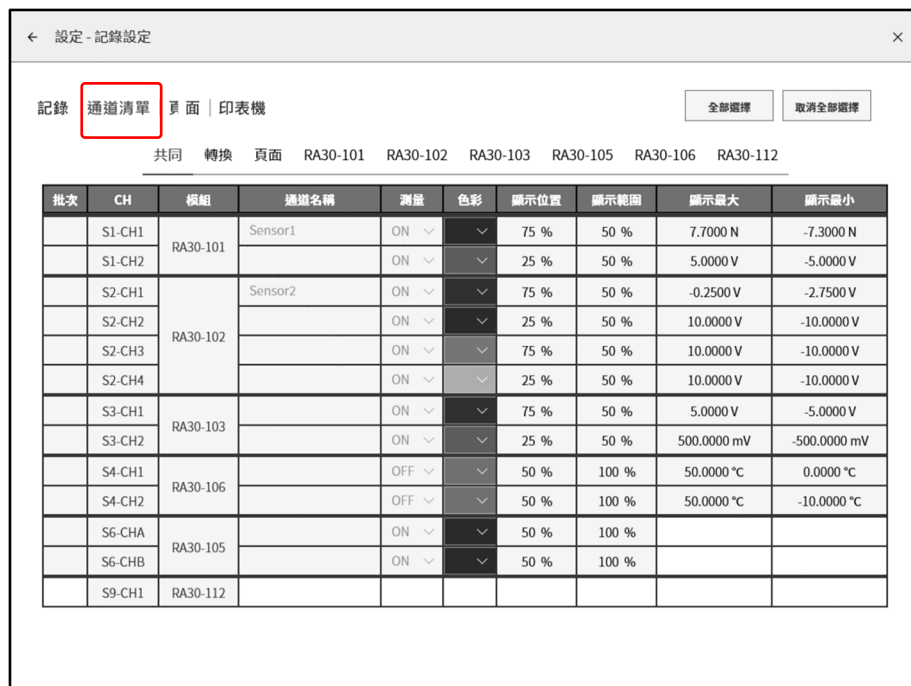 設定 - 記錄設定
記錄 通道清單 頁面 印表機 全部選擇 取消全部選擇
共同 轉換 頁面 RA30-101 RA30-102 RA30-103 RA30-105 RA30-106 RA30-112
批次 CH 模組 通道名稱 測量 色彩 顯示位置 顯示範圍 顯示最大 顯示最小
S1-CH1 RA30-101 Sensor1 ON 75 % 50 % 7.7000 N -7.3000 N
S1-CH2 ON 25 % 50 % 5.0000 V -5.0000 V
S2-CH1 RA30-102 Sensor2 ON 75 % 50 % -0.2500 V -2.7500 V
S2-CH2 ON 25 % 50 % 10.0000 V -10.0000 V
S2-CH3 ON 75 % 50 % 10.0000 V -10.0000 V
S2-CH4 ON 25 % 50 % 10.0000 V -10.0000 V
S3-CH1 RA30-103 ON 75 % 50 % 5.0000 V -5.0000 V
S3-CH2 ON 25 % 50 % 500.0000 mV -500.0000 mV
S4-CH1 RA30-106 OFF 50 % 100 % 50.0000 °C 0.0000 °C
S4-CH2 OFF 50 % 100 % 50.0000 °C -10.0000 °C
S6-CHA RA30-105 ON 50 % 100 %
S6-CHB ON 50 % 100 %
S9-CH1 RA30-112